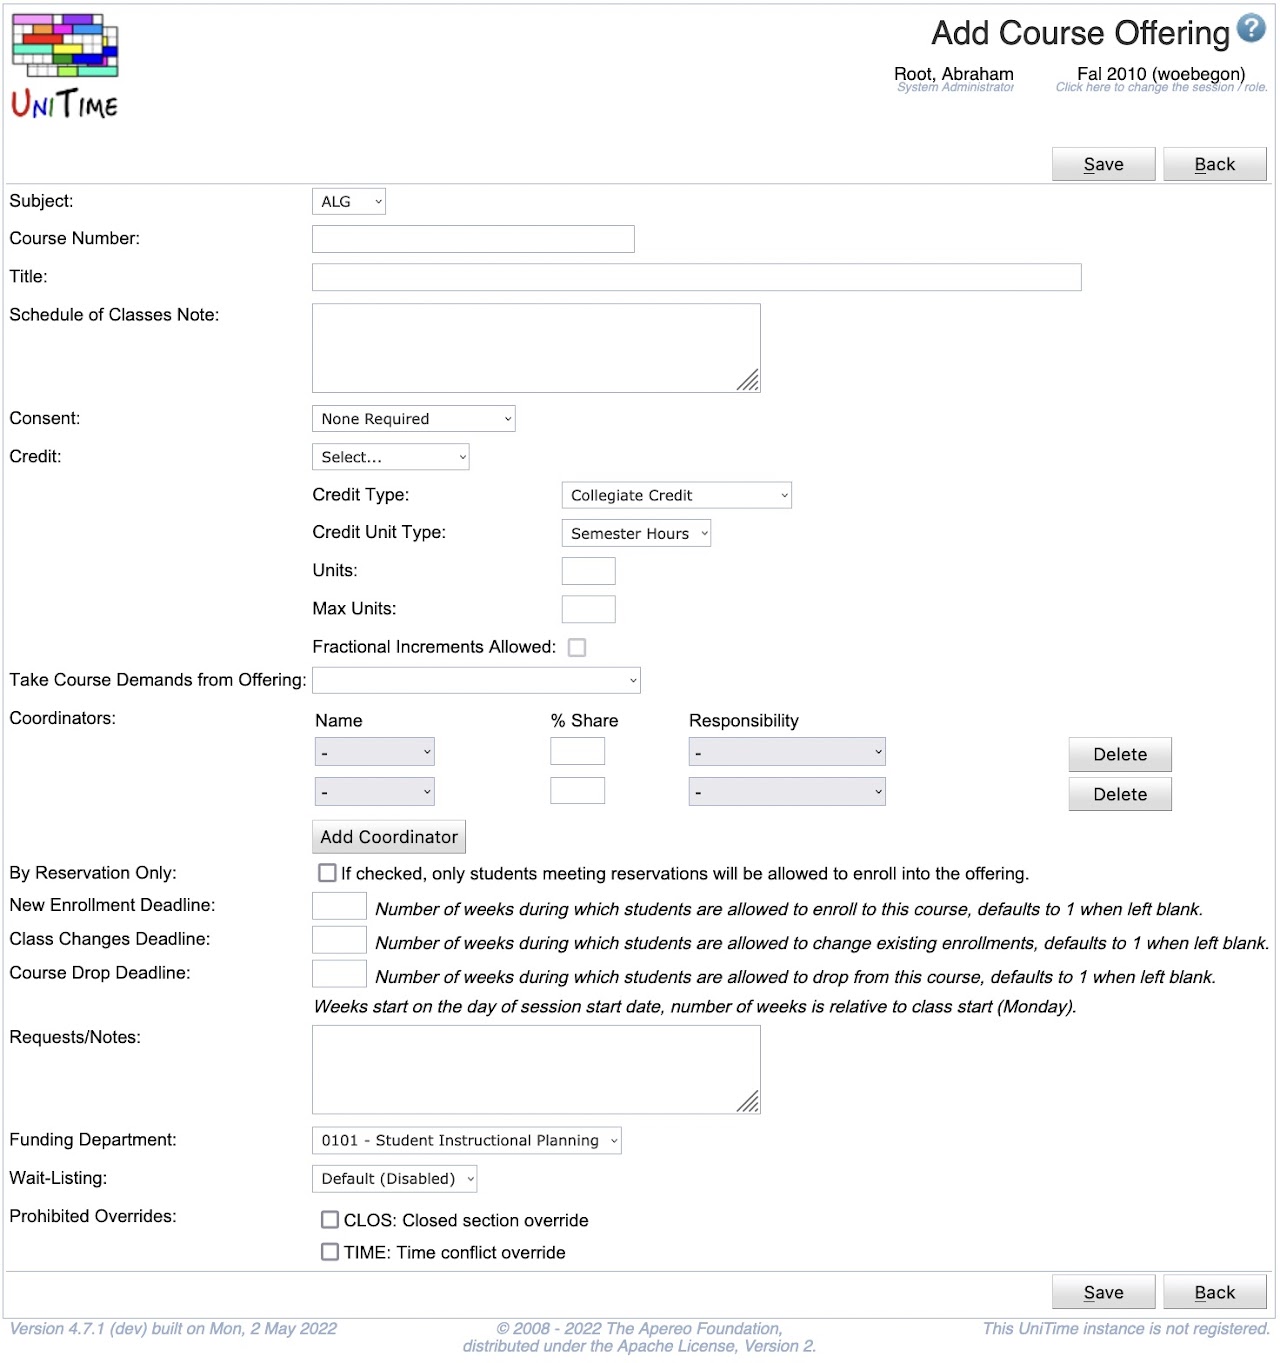 Add Course Offering ?
Root, Abraham Fal 2010 (woebegon)
System Administrator Click here to change the session / role.
UNITIME
Save Back
Subject: ALG
Course Number:
Title:
Schedule of Classes Note:
Consent: None Required
Credit: Select...
Credit Type: Collegiate Credit
Credit Unit Type: Semester Hours
Units:
Max Units:
Fractional Increments Allowed:
Take Course Demands from Offering:
Coordinators: Name % Share Responsibility
- - Delete
- - Delete
Add Coordinator
By Reservation Only: If checked, only students meeting reservations will be allowed to enroll into the offering.
New Enrollment Deadline: Number of weeks during which students are allowed to enroll to this course, defaults to 1 when left blank.
Class Changes Deadline: Number of weeks during which students are allowed to change existing enrollments, defaults to 1 when left blank.
Course Drop Deadline: Number of weeks during which students are allowed to drop from this course, defaults to 1 when left blank.
Weeks start on the day of session start date, number of weeks is relative to class start (Monday).
Requests/Notes:
Funding Department: 0101 - Student Instructional Planning
Wait-Listing: Default (Disabled)
Prohibited Overrides: CLOS: Closed section override
TIME: Time conflict override
Save Back
Version 4.7.1 (dev) built on Mon, 2 May 2022 © 2008 - 2022 The Apereo Foundation, This UniTime instance is not registered.
distributed under the Apache License, Version 2.